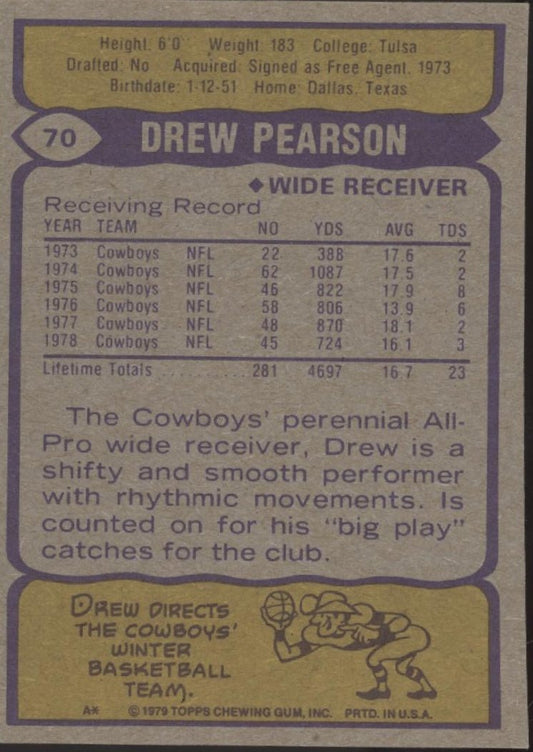 Height: 6'0" Weight: 183 College: Tulsa
Drafted: No Acquired: Signed as Free Agent, 1973
Birthdate: 1-12-51 Home: Dallas, Texas
70 DREW PEARSON
◆WIDE RECEIVER
Receiving Record
YEAR TEAM NO YDS AVG TDS
1973 Cowboys NFL 22 388 17.6 2
1974 Cowboys NFL 62 1087 17.5 2
1975 Cowboys NFL 46 822 17.9 8
1976 Cowboys NFL 58 806 13.9 6
1977 Cowboys NFL 48 870 18.1 2
1978 Cowboys NFL 45 724 16.1 3
Lifetime Totals .......... 281 4697 16.7 23
The Cowboys' perennial All-
Pro wide receiver, Drew is a
shifty and smooth performer
with rhythmic movements. Is
counted on for his "big play"
catches for the club.
DREW DIRECTS
THE COWBOYS'
WINTER
BASKETBALL
TEAM.
A* © 1979 TOPPS CHEWING GUM, INC. PRTD. IN U.S.A.